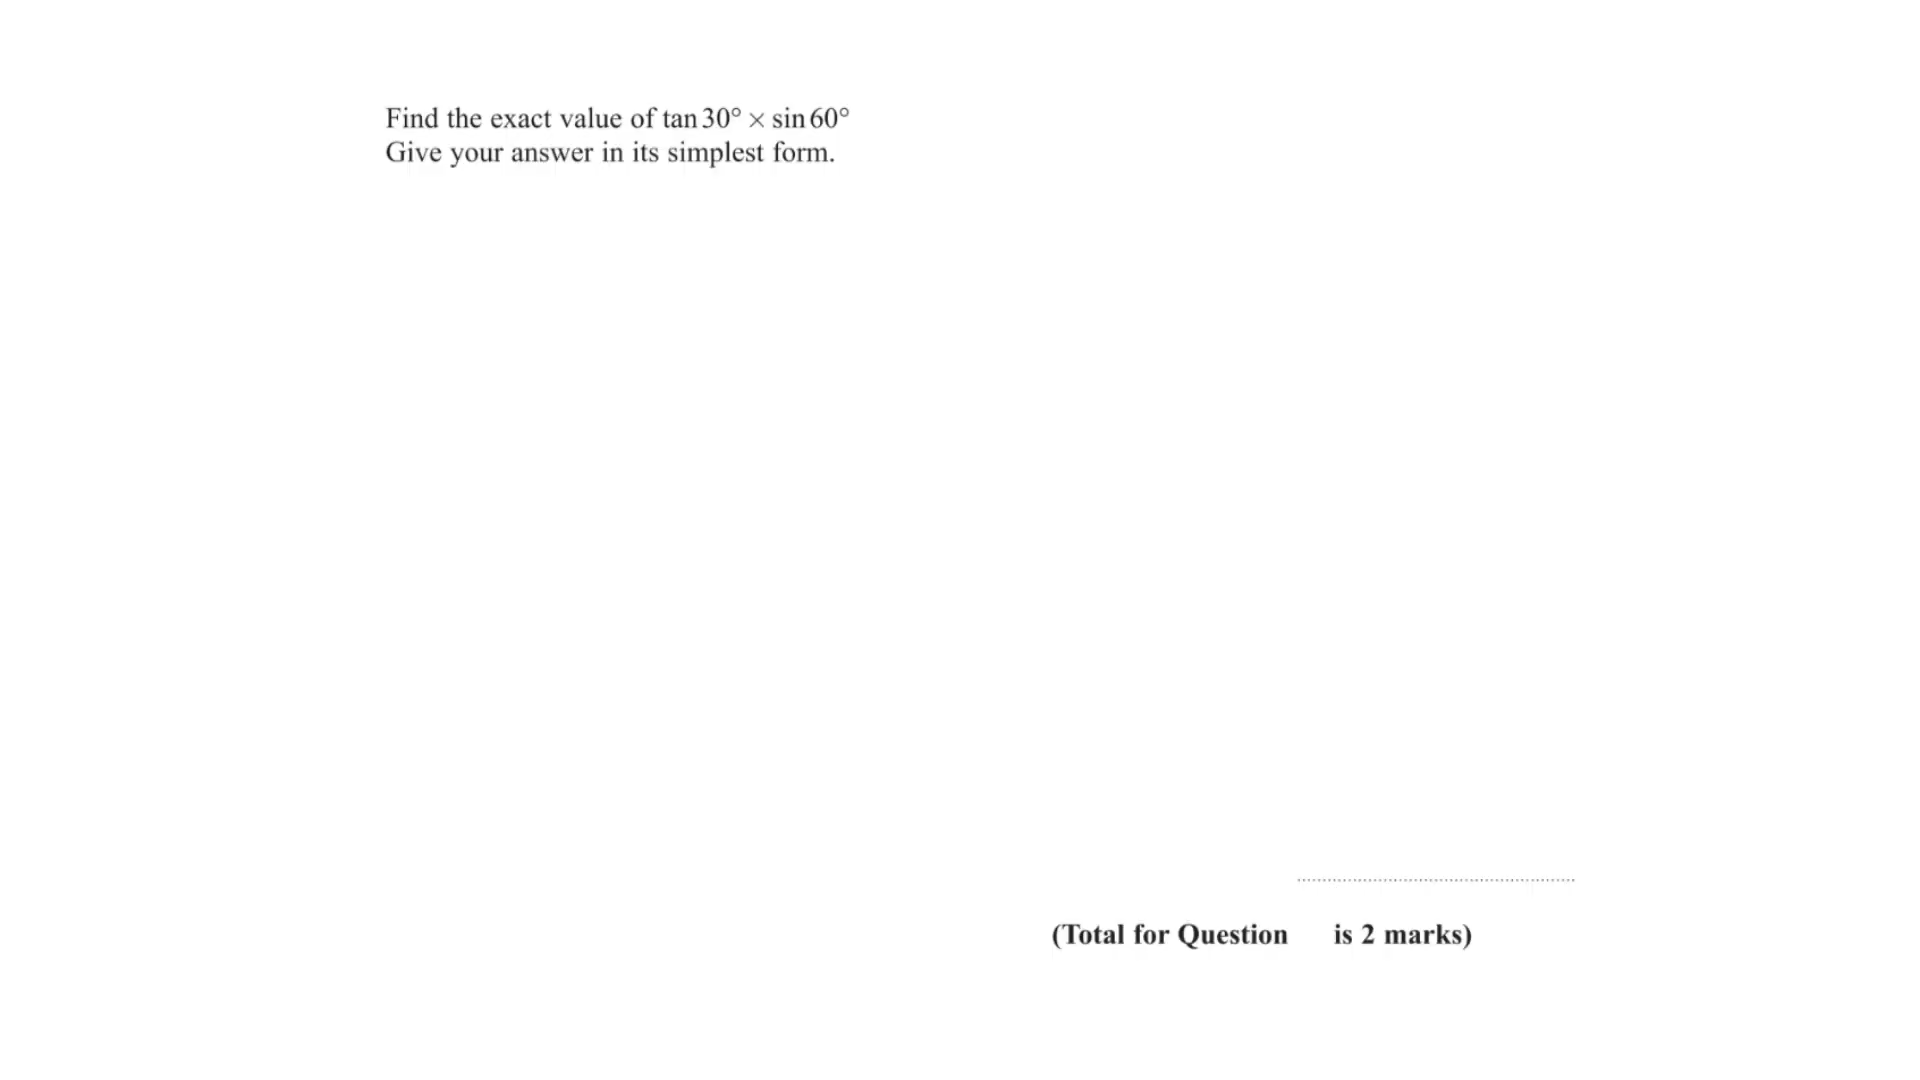 Find the exact value of tan 30° × sin 60°
Give your answer in its simplest form.
(Total for Question is 2 marks)